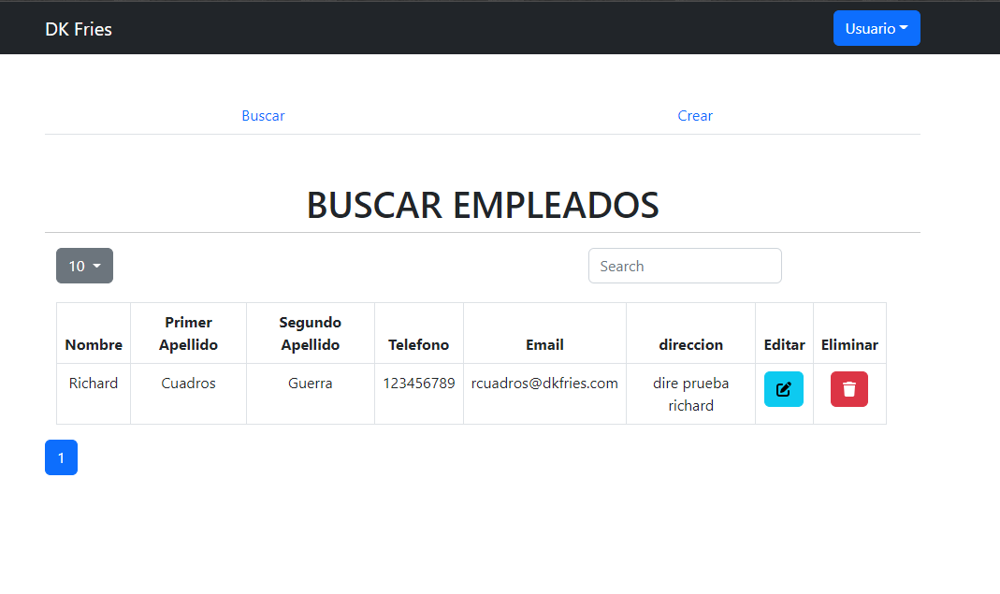 DK Fries
Usuario
Buscar
Crear
BUSCAR EMPLEADOS
10
Search
Nombre
Primer
Apellido
Segundo
Apellido
Telefono
Email
direccion
Editar
Eliminar
Richard
Cuadros
Guerra
123456789
rcuadros@dkfries.com
dire prueba
richard
1